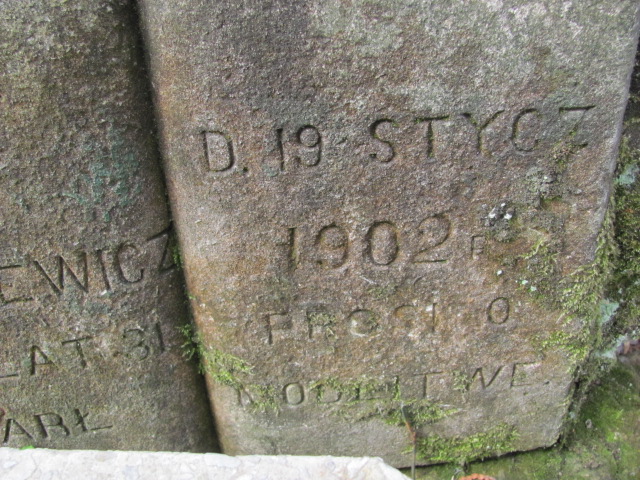 EWICZ
LAT 31
ARŁ
D. 19 STYCZ
1902 R
PROSI O
MODLITWE.